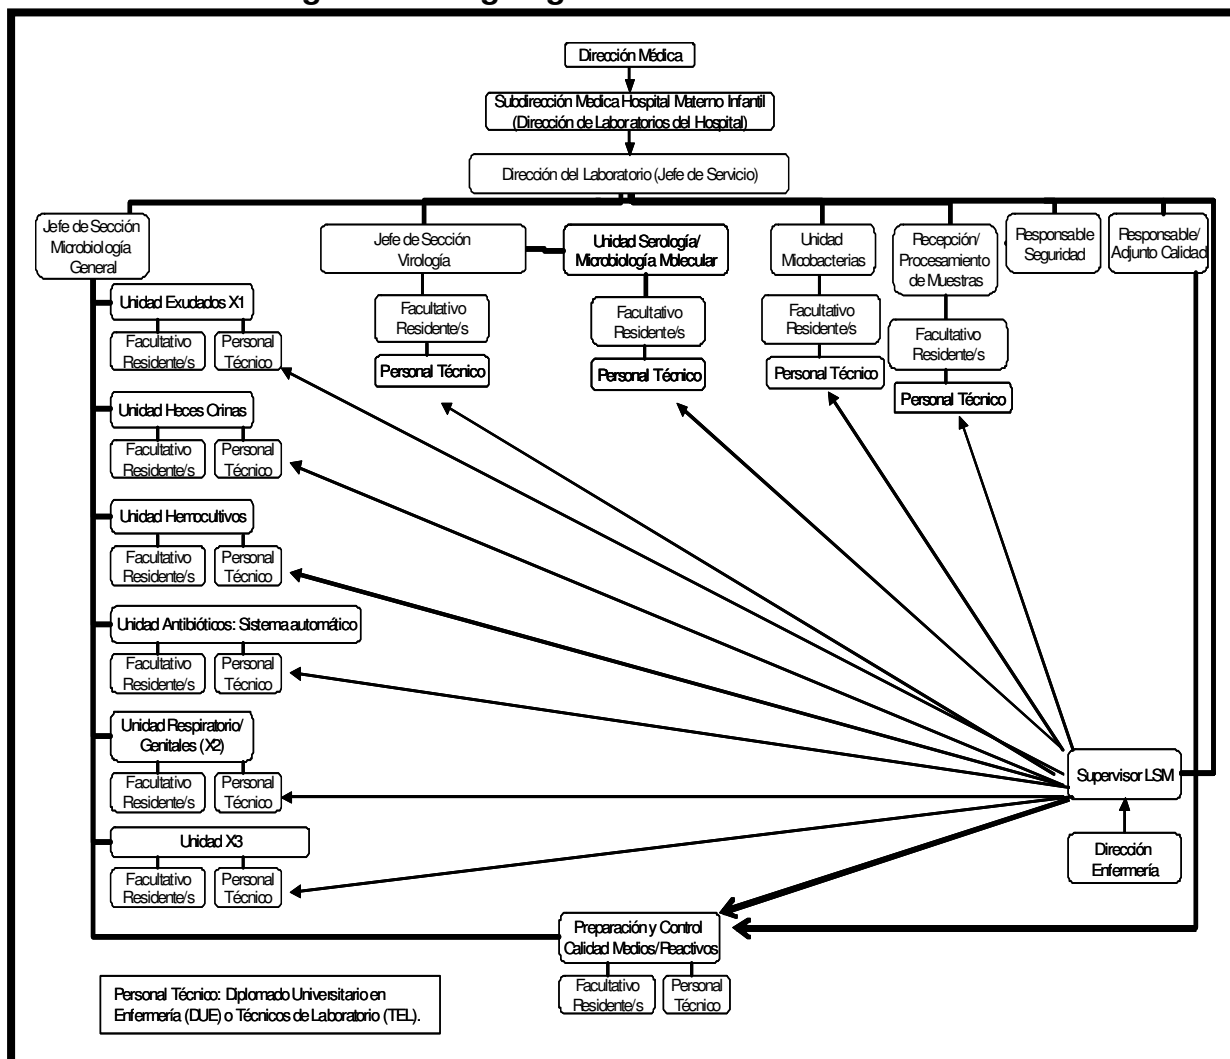 Dirección Médica
Subdirección Medica Hospital Materno Infantil
(Dirección de Laboratorios del Hospital)
Dirección del Laboratorio (Jefe de Servicio)
Jefe de Sección
Microbiología
General
Jefe de Sección
Virología
Unidad Serología/
Microbiología Molecular
Unidad
Micobacterias
Recepción/
Procesamiento
de Muestras
Responsable
Seguridad
Responsable/
Adjunto Calidad
Facultativo
Residente/s
Personal Técnico
Facultativo
Residente/s
Personal Técnico
Facultativo
Residente/s
Personal Técnico
Facultativo
Residente/s
Personal Técnico
Unidad Exudados X1
Facultativo
Residente/s
Personal
Técnico
Unidad Heces Orinas
Facultativo
Residente/s
Personal
Técnico
Unidad Hemocultivos
Facultativo
Residente/s
Personal
Técnico
Unidad Antibióticos: Sistema automático
Facultativo
Residente/s
Personal
Técnico
Unidad Respiratorio/
Genitales (X2)
Facultativo
Residente/s
Personal
Técnico
Unidad X3
Facultativo
Residente/s
Personal
Técnico
Supervisor LSM
Dirección
Enfermería
Preparación y Control
Calidad Medios/Reactivos
Facultativo
Residente/s
Personal
Técnico
Personal Técnico: Diplomado Universitario en
Enfermería (DUE) o Técnicos de Laboratorio (TEL).